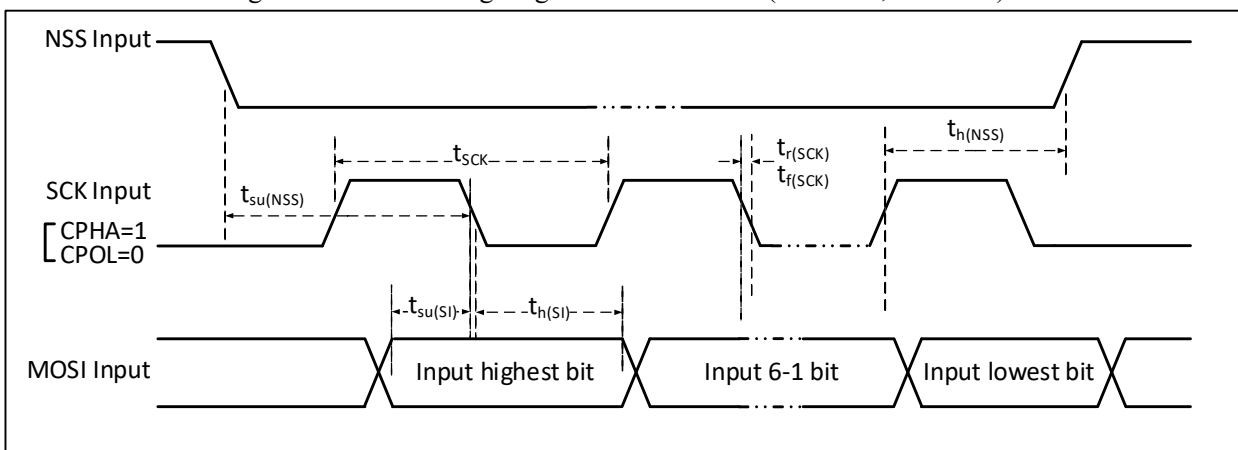 NSS Input
tSCK
tr(SCK)
th(NSS)
tf(SCK)
SCK Input
tsu(NSS)
CPHA=1
CPOL=0
tsu(SI)
th(SI)
MOSI Input
Input highest bit
Input 6-1 bit
Input lowest bit